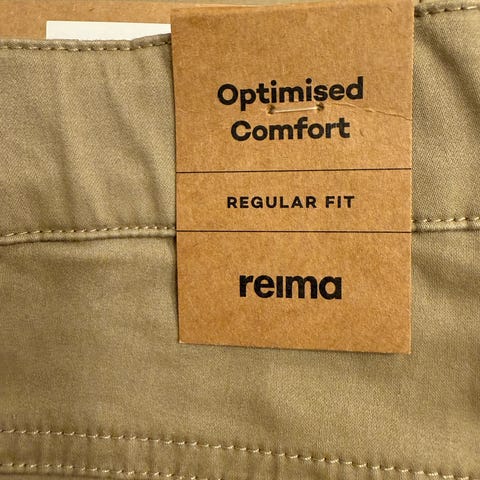 Optimised
Comfort
REGULAR FIT
reima